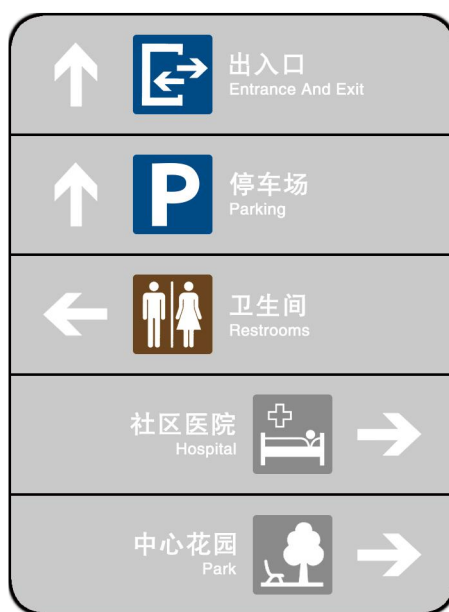 出入口
Entrance And Exit
P
停车场
Parking
卫生间
Restrooms
社区医院
Hospital
中心花园
Park